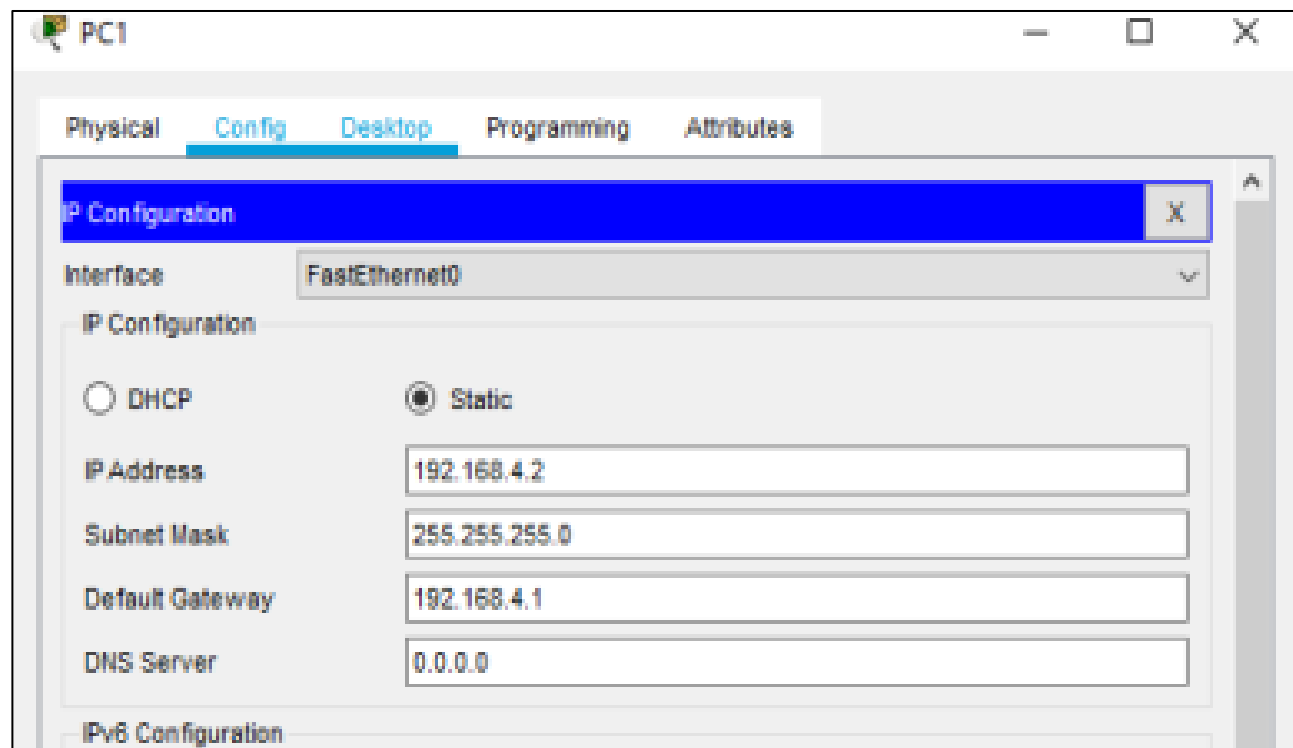 PC1
Physical Config Desktop Programming Attributes
IP Configuration X
Interface FastEthernet0
IP Configuration
DHCP Static
IP Address 192.168.4.2
Subnet Mask 255.255.255.0
Default Gateway 192.168.4.1
DNS Server 0.0.0.0
IPv6 Configuration